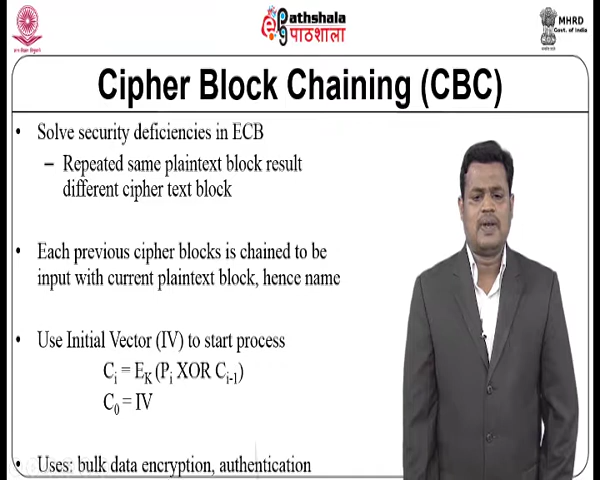 ePathshala
पाठशाला
MHRD
Govt. of India
Cipher Block Chaining (CBC)
• Solve security deficiencies in ECB
– Repeated same plaintext block result
different cipher text block
• Each previous cipher blocks is chained to be
input with current plaintext block, hence name
• Use Initial Vector (IV) to start process
Ci = EK (Pi XOR Ci-1)
C0 = IV
• Uses: bulk data encryption, authentication